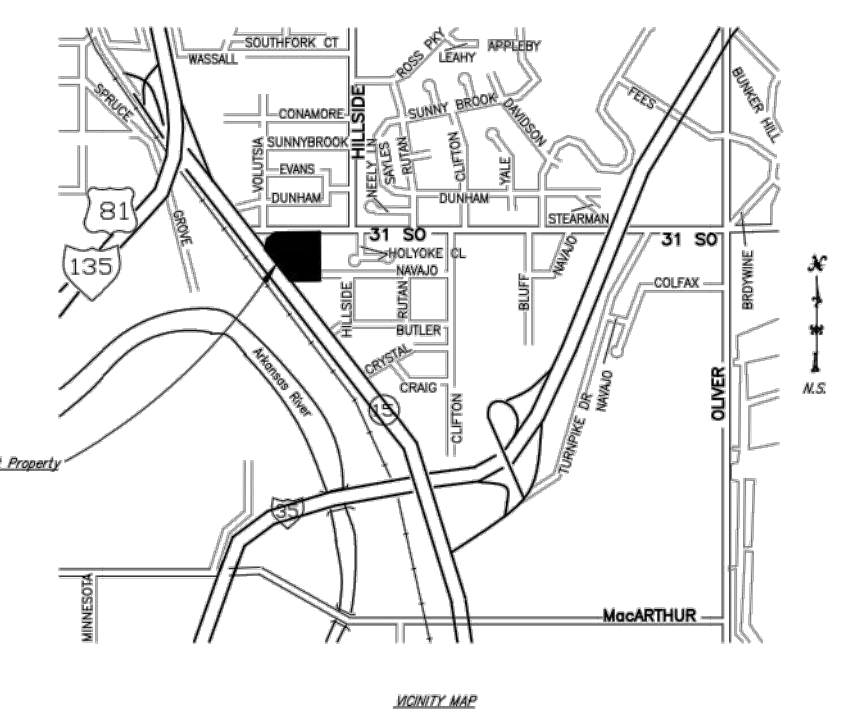 SOUTHFORK CT
WASSALL
ROSS PKY
LEAHY
APPLEBY
SPRUCE
CONAMORE
HILLSIDE
SUNNY BROOK
DAVIDSON
FEES
BUNKER HILL
VOLUTSIA
SUNNYBROOK
NEELY LN
SAYLES
RUTAN
CLIFTON
YALE
EVANS
DUNHAM
DUNHAM
STEARMAN
81
135
GROVE
31 SO
31 SO
HOLYOKE CL
NAVAJO
NAVAJO
BLUFF
COLFAX
BRDYWINE
HILLSIDE
RUTAN
BUTLER
CRYSTAL
CRAIG
Arkansas River
15
CLIFTON
NAVAJO
TURNPIKE DR
OLIVER
N.S.
Property
35
MINNESOTA
MacARTHUR
VICINITY MAP